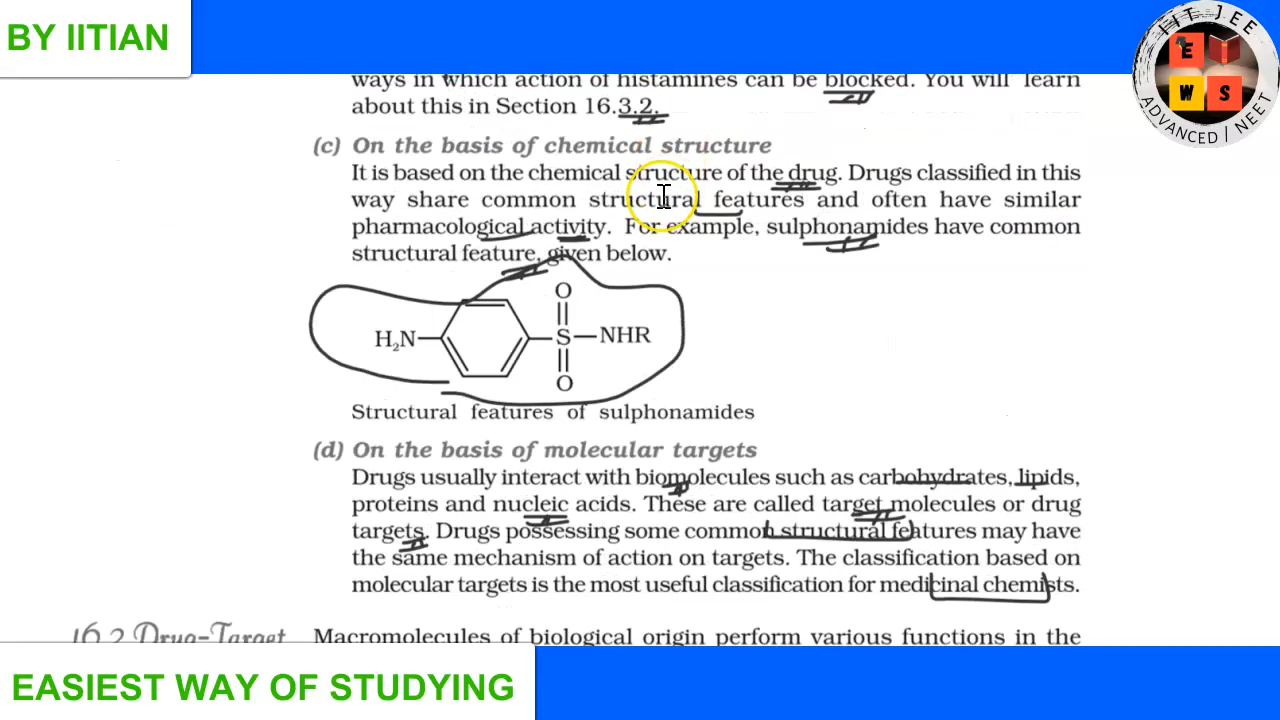 BY IITIAN
IIT JEE
E
W S
ADVANCED | NEET
ways in which action of histamines can be blocked. You will learn
about this in Section 16.3.2.
(c) On the basis of chemical structure
It is based on the chemical structure of the drug. Drugs classified in this
way share common structural features and often have similar
pharmacological activity. For example, sulphonamides have common
structural feature, given below.
O
H₂N S NHR
O
Structural features of sulphonamides
(d) On the basis of molecular targets
Drugs usually interact with biomolecules such as carbohydrates, lipids,
proteins and nucleic acids. These are called target molecules or drug
targets. Drugs possessing some common structural features may have
the same mechanism of action on targets. The classification based on
molecular targets is the most useful classification for medicinal chemists.
16.2 Drug-Target Macromolecules of biological origin perform various functions in the
EASIEST WAY OF STUDYING